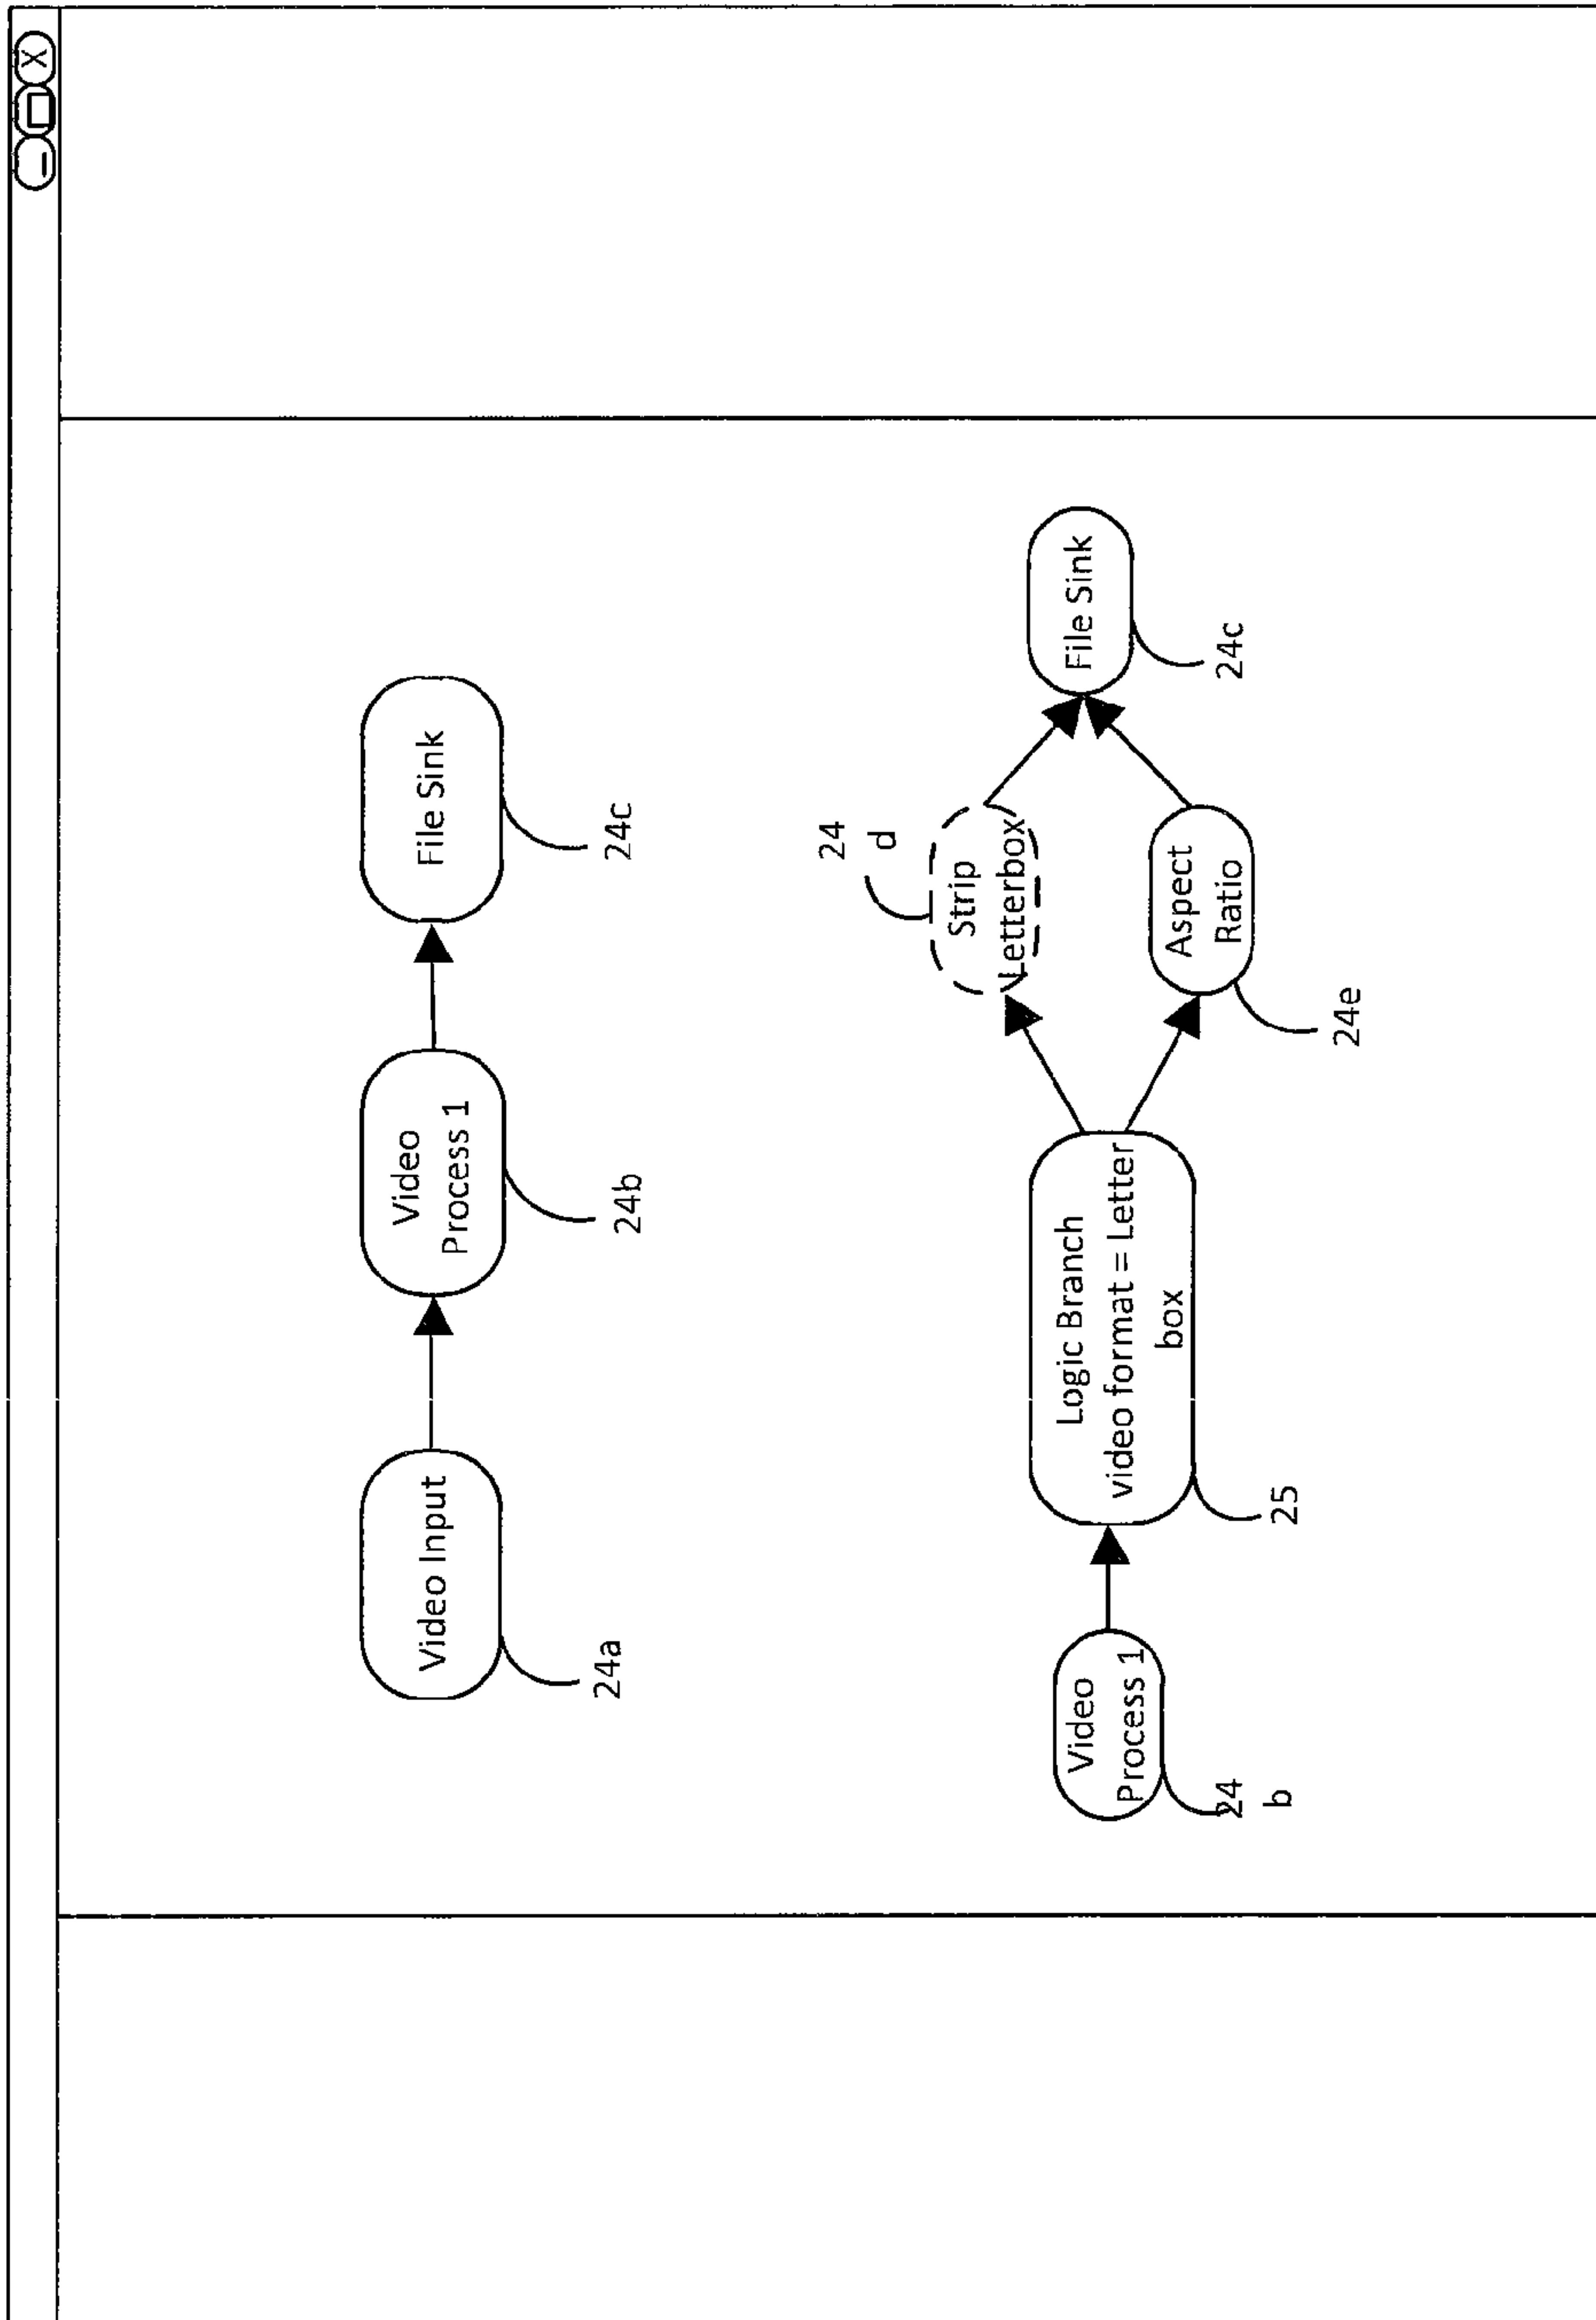 X
Video Input
24a
Video
Process 1
24b
File Sink
24c
Video
Process 1
24
b
Logic Branch
video format = Letter
box
25
Strip
Letterbox
24
d
Aspect
Ratio
24e
File Sink
24c